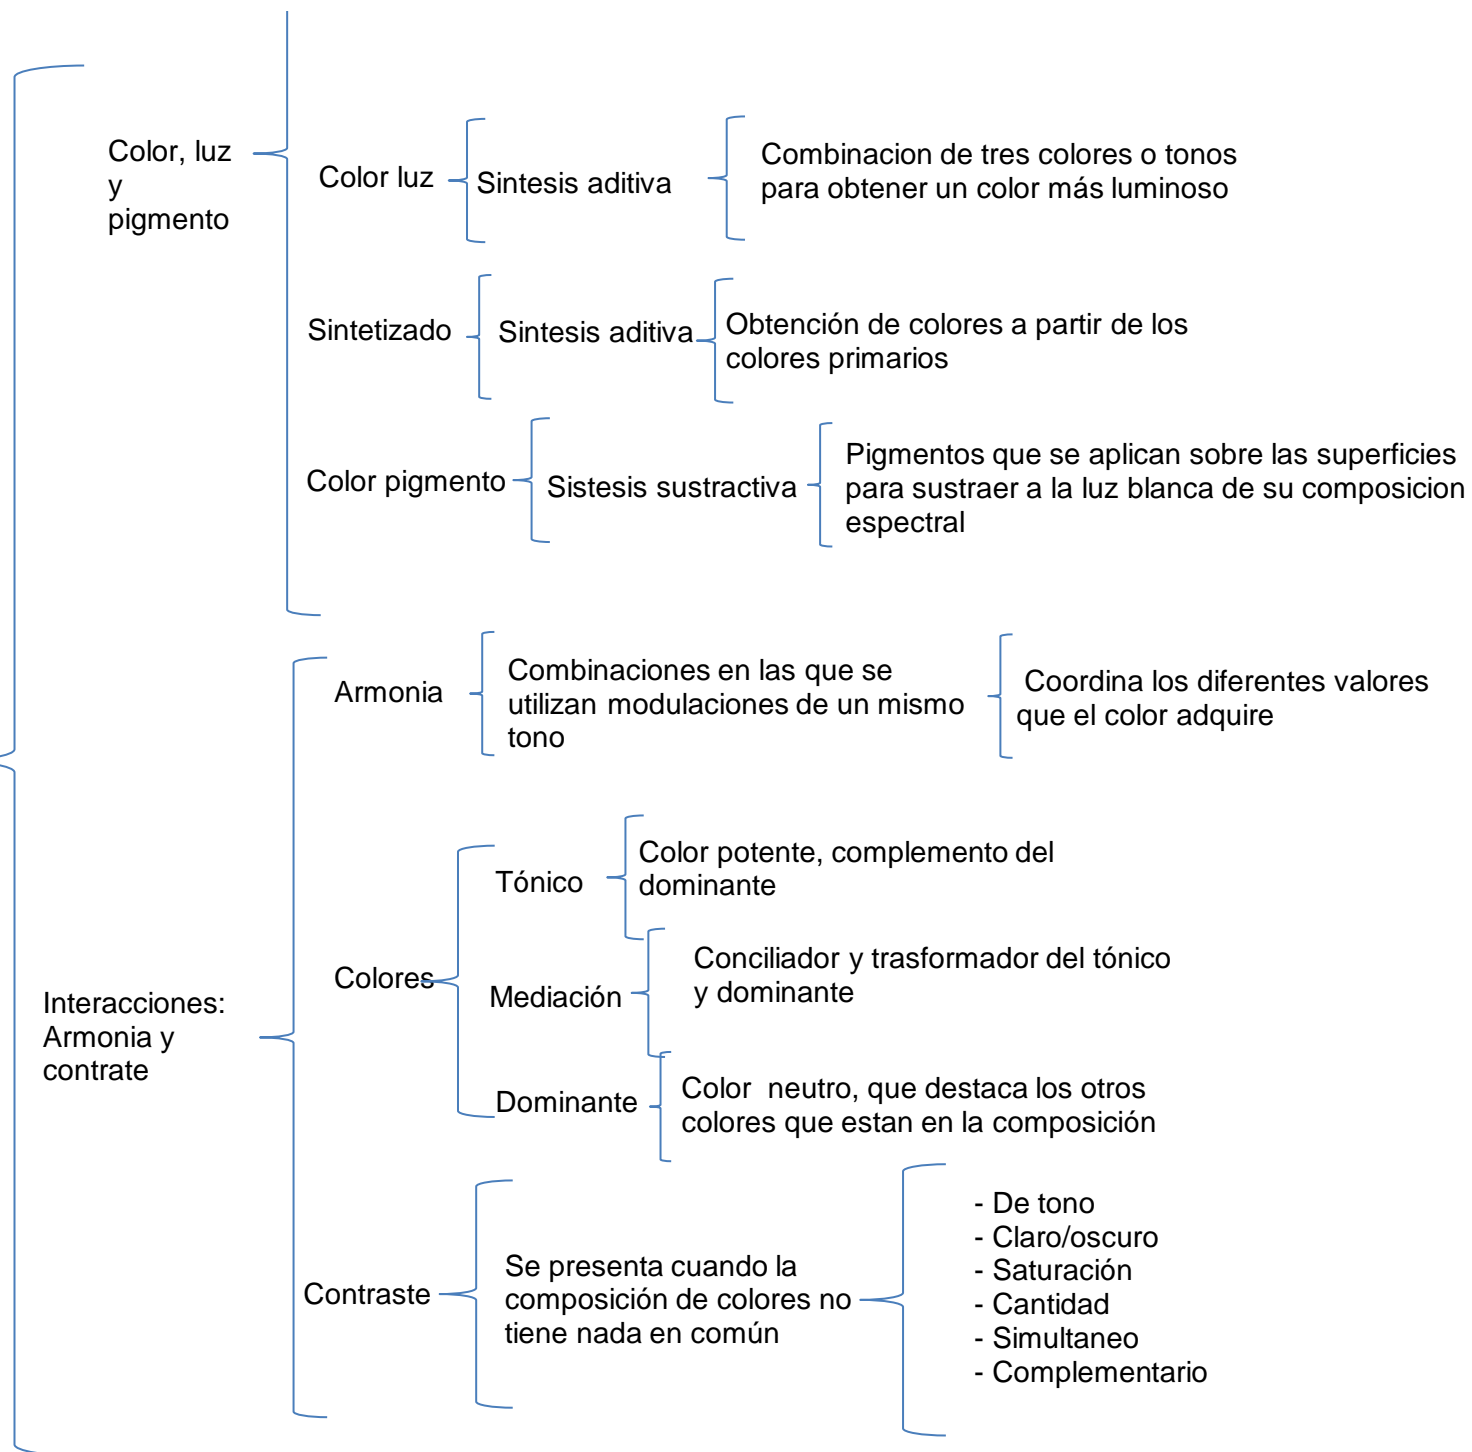 Color, luz
y
pigmento
Color luz
Sintesis aditiva
Combinacion de tres colores o tonos
para obtener un color más luminoso
Sintetizado
Sintesis aditiva
Obtención de colores a partir de los
colores primarios
Color pigmento
Sistesis sustractiva
Pigmentos que se aplican sobre las superficies
para sustraer a la luz blanca de su composicion
espectral
Interacciones:
Armonia y
contrate
Armonia
Combinaciones en las que se
utilizan modulaciones de un mismo
tono
Coordina los diferentes valores
que el color adquire
Colores
Tónico
Color potente, complemento del
dominante
Mediación
Conciliador y trasformador del tónico
y dominante
Dominante
Color neutro, que destaca los otros
colores que estan en la composición
Contraste
Se presenta cuando la
composición de colores no
tiene nada en común
- De tono
- Claro/oscuro
- Saturación
- Cantidad
- Simultaneo
- Complementario